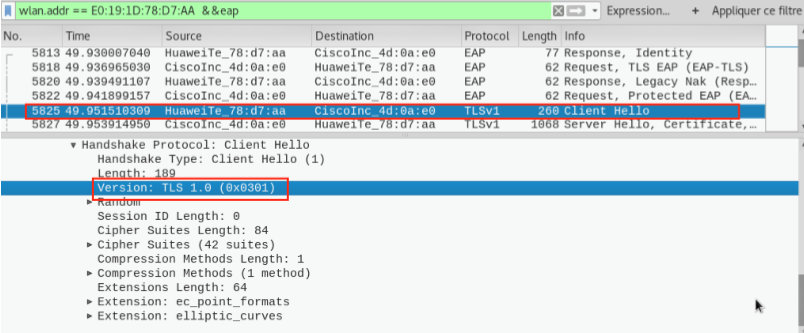 wlan.addr == E0:19:1D:78:D7:AA &&eap Expression... + Appliquer ce filtre
No. Time Source Destination Protocol Length Info
5813 49.930007040 HuaweiTe_78:d7:aa CiscoInc_4d:0a:e0 EAP 77 Response, Identity
5818 49.936965030 CiscoInc_4d:0a:e0 HuaweiTe_78:d7:aa EAP 62 Request, TLS EAP (EAP-TLS)
5820 49.939491107 HuaweiTe_78:d7:aa CiscoInc_4d:0a:e0 EAP 62 Response, Legacy Nak (Resp…
5822 49.941899157 CiscoInc_4d:0a:e0 HuaweiTe_78:d7:aa EAP 62 Request, Protected EAP (EA…
5825 49.951510309 HuaweiTe_78:d7:aa CiscoInc_4d:0a:e0 TLSv1 260 Client Hello
5827 49.953914950 CiscoInc_4d:0a:e0 HuaweiTe_78:d7:aa TLSv1 1068 Server Hello, Certificate,…
Handshake Protocol: Client Hello
Handshake Type: Client Hello (1)
Length: 189
Version: TLS 1.0 (0x0301)
Random
Session ID Length: 0
Cipher Suites Length: 84
Cipher Suites (42 suites)
Compression Methods Length: 1
Compression Methods (1 method)
Extensions Length: 64
Extension: ec_point_formats
Extension: elliptic_curves